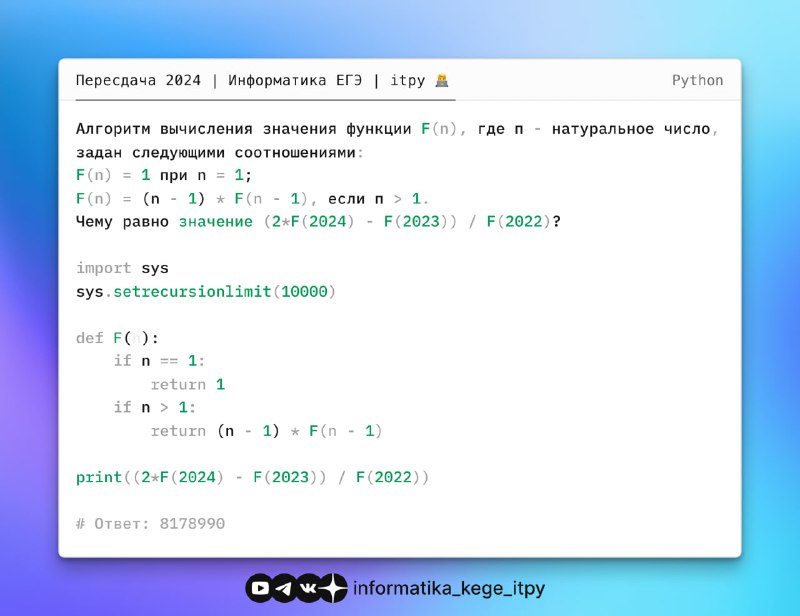 Пересдача 2024 | Информатика ЕГЭ | itpy 👨‍💻
Python
Алгоритм вычисления значения функции F(n), где n - натуральное число,
задан следующими соотношениями:
F(n) = 1 при n = 1;
F(n) = (n - 1) * F(n - 1), если n > 1.
Чему равно значение (2*F(2024) - F(2023)) / F(2022)?
import sys
sys.setrecursionlimit(10000)
def F(n):
    if n == 1:
        return 1
    if n > 1:
        return (n - 1) * F(n - 1)
print((2*F(2024) - F(2023)) / F(2022))
# Ответ: 8178990
informatika_kege_itpy